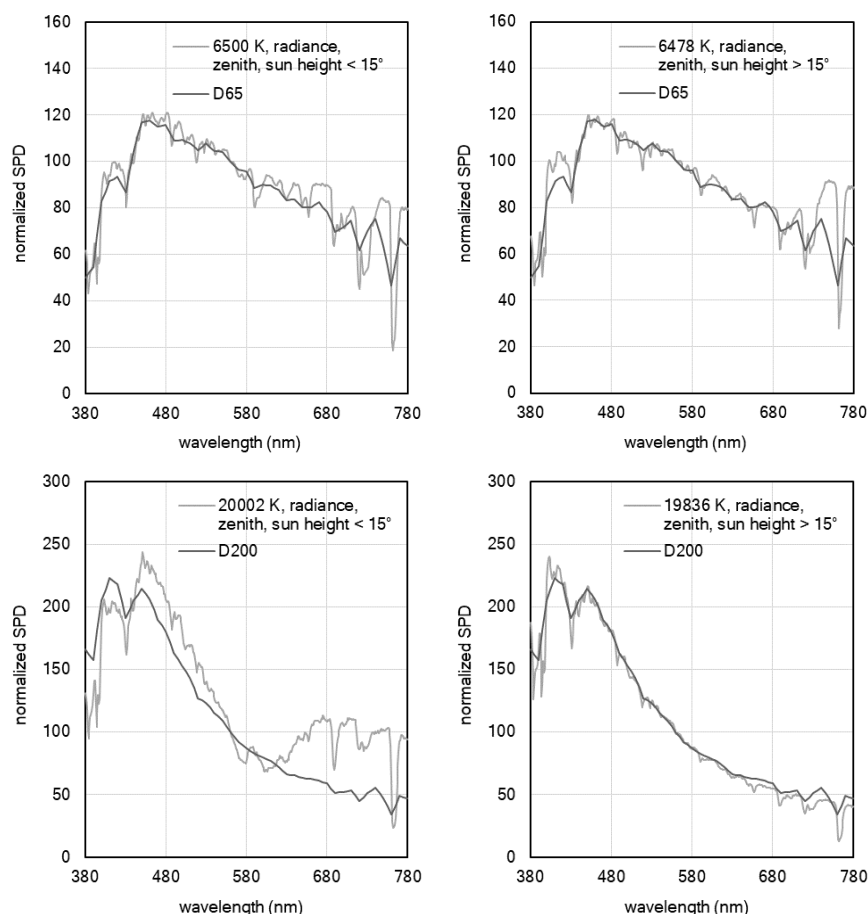 160
140
120
100
80
60
40
20
0
normalized SPD
6500 K, radiance,
zenith, sun height < 15°
D65
380
480
580
680
780
wavelength (nm)
160
140
120
100
80
60
40
20
0
normalized SPD
6478 K, radiance,
zenith, sun height > 15°
D65
380
480
580
680
780
wavelength (nm)
300
250
200
150
100
50
0
normalized SPD
20002 K, radiance,
zenith, sun height < 15°
D200
380
480
580
680
780
wavelength (nm)
300
250
200
150
100
50
0
normalized SPD
19836 K, radiance,
zenith, sun height > 15°
D200
380
480
580
680
780
wavelength (nm)